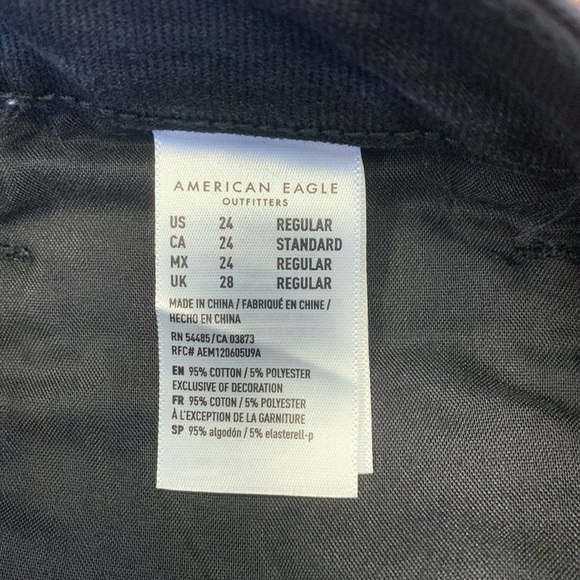 AMERICAN EAGLE
OUTFITTERS
US 24 REGULAR
CA 24 STANDARD
MX 24 REGULAR
UK 28 REGULAR
MADE IN CHINA / FABRIQUÉ EN CHINE /
HECHO EN CHINA
RN 54485/CA 03873
RFC# AEM120605U9A
EN 95% COTTON / 5% POLYESTER
EXCLUSIVE OF DECORATION
FR 95% COTON / 5% POLYESTER
À L'EXCEPTION DE LA GARNITURE
SP 95% algodón / 5% elasterell-p